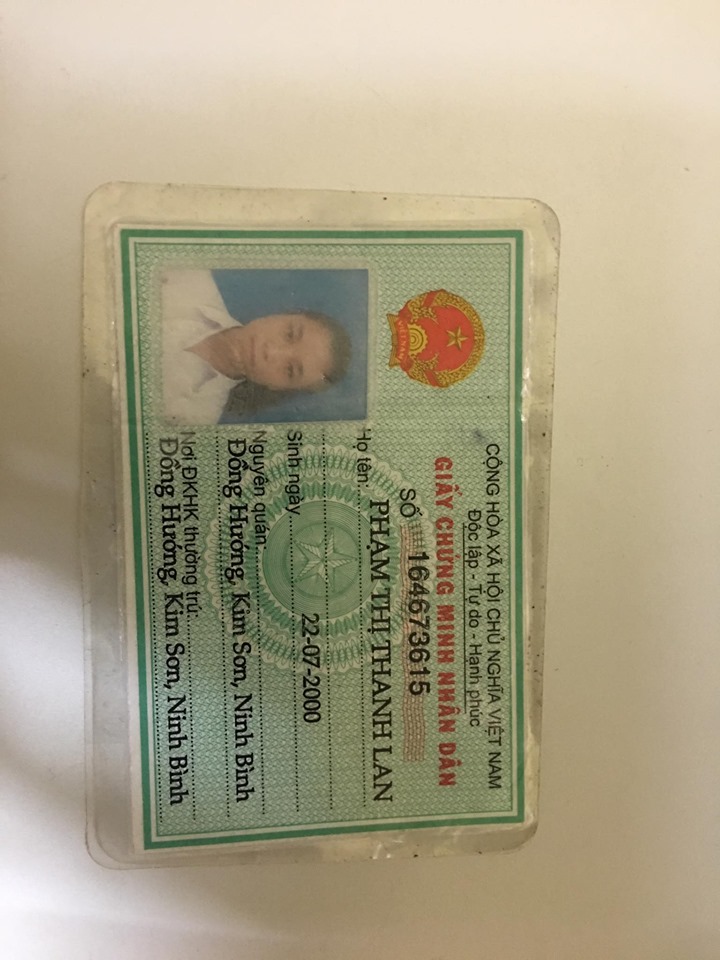 CỘNG HÒA XÃ HỘI CHỦ NGHĨA VIỆT NAM
Độc lập - Tự do - Hạnh phúc
GIẤY CHỨNG MINH NHÂN DÂN
SỐ 164673615
Họ tên: PHẠM THỊ THANH LAN
Sinh ngày 22-07-2000
Nguyên quán:
Đồng Hướng, Kim Sơn, Ninh Bình
Nơi ĐKHK thường trú:
Đồng Hướng, Kim Sơn, Ninh Bình
VIỆT NAM